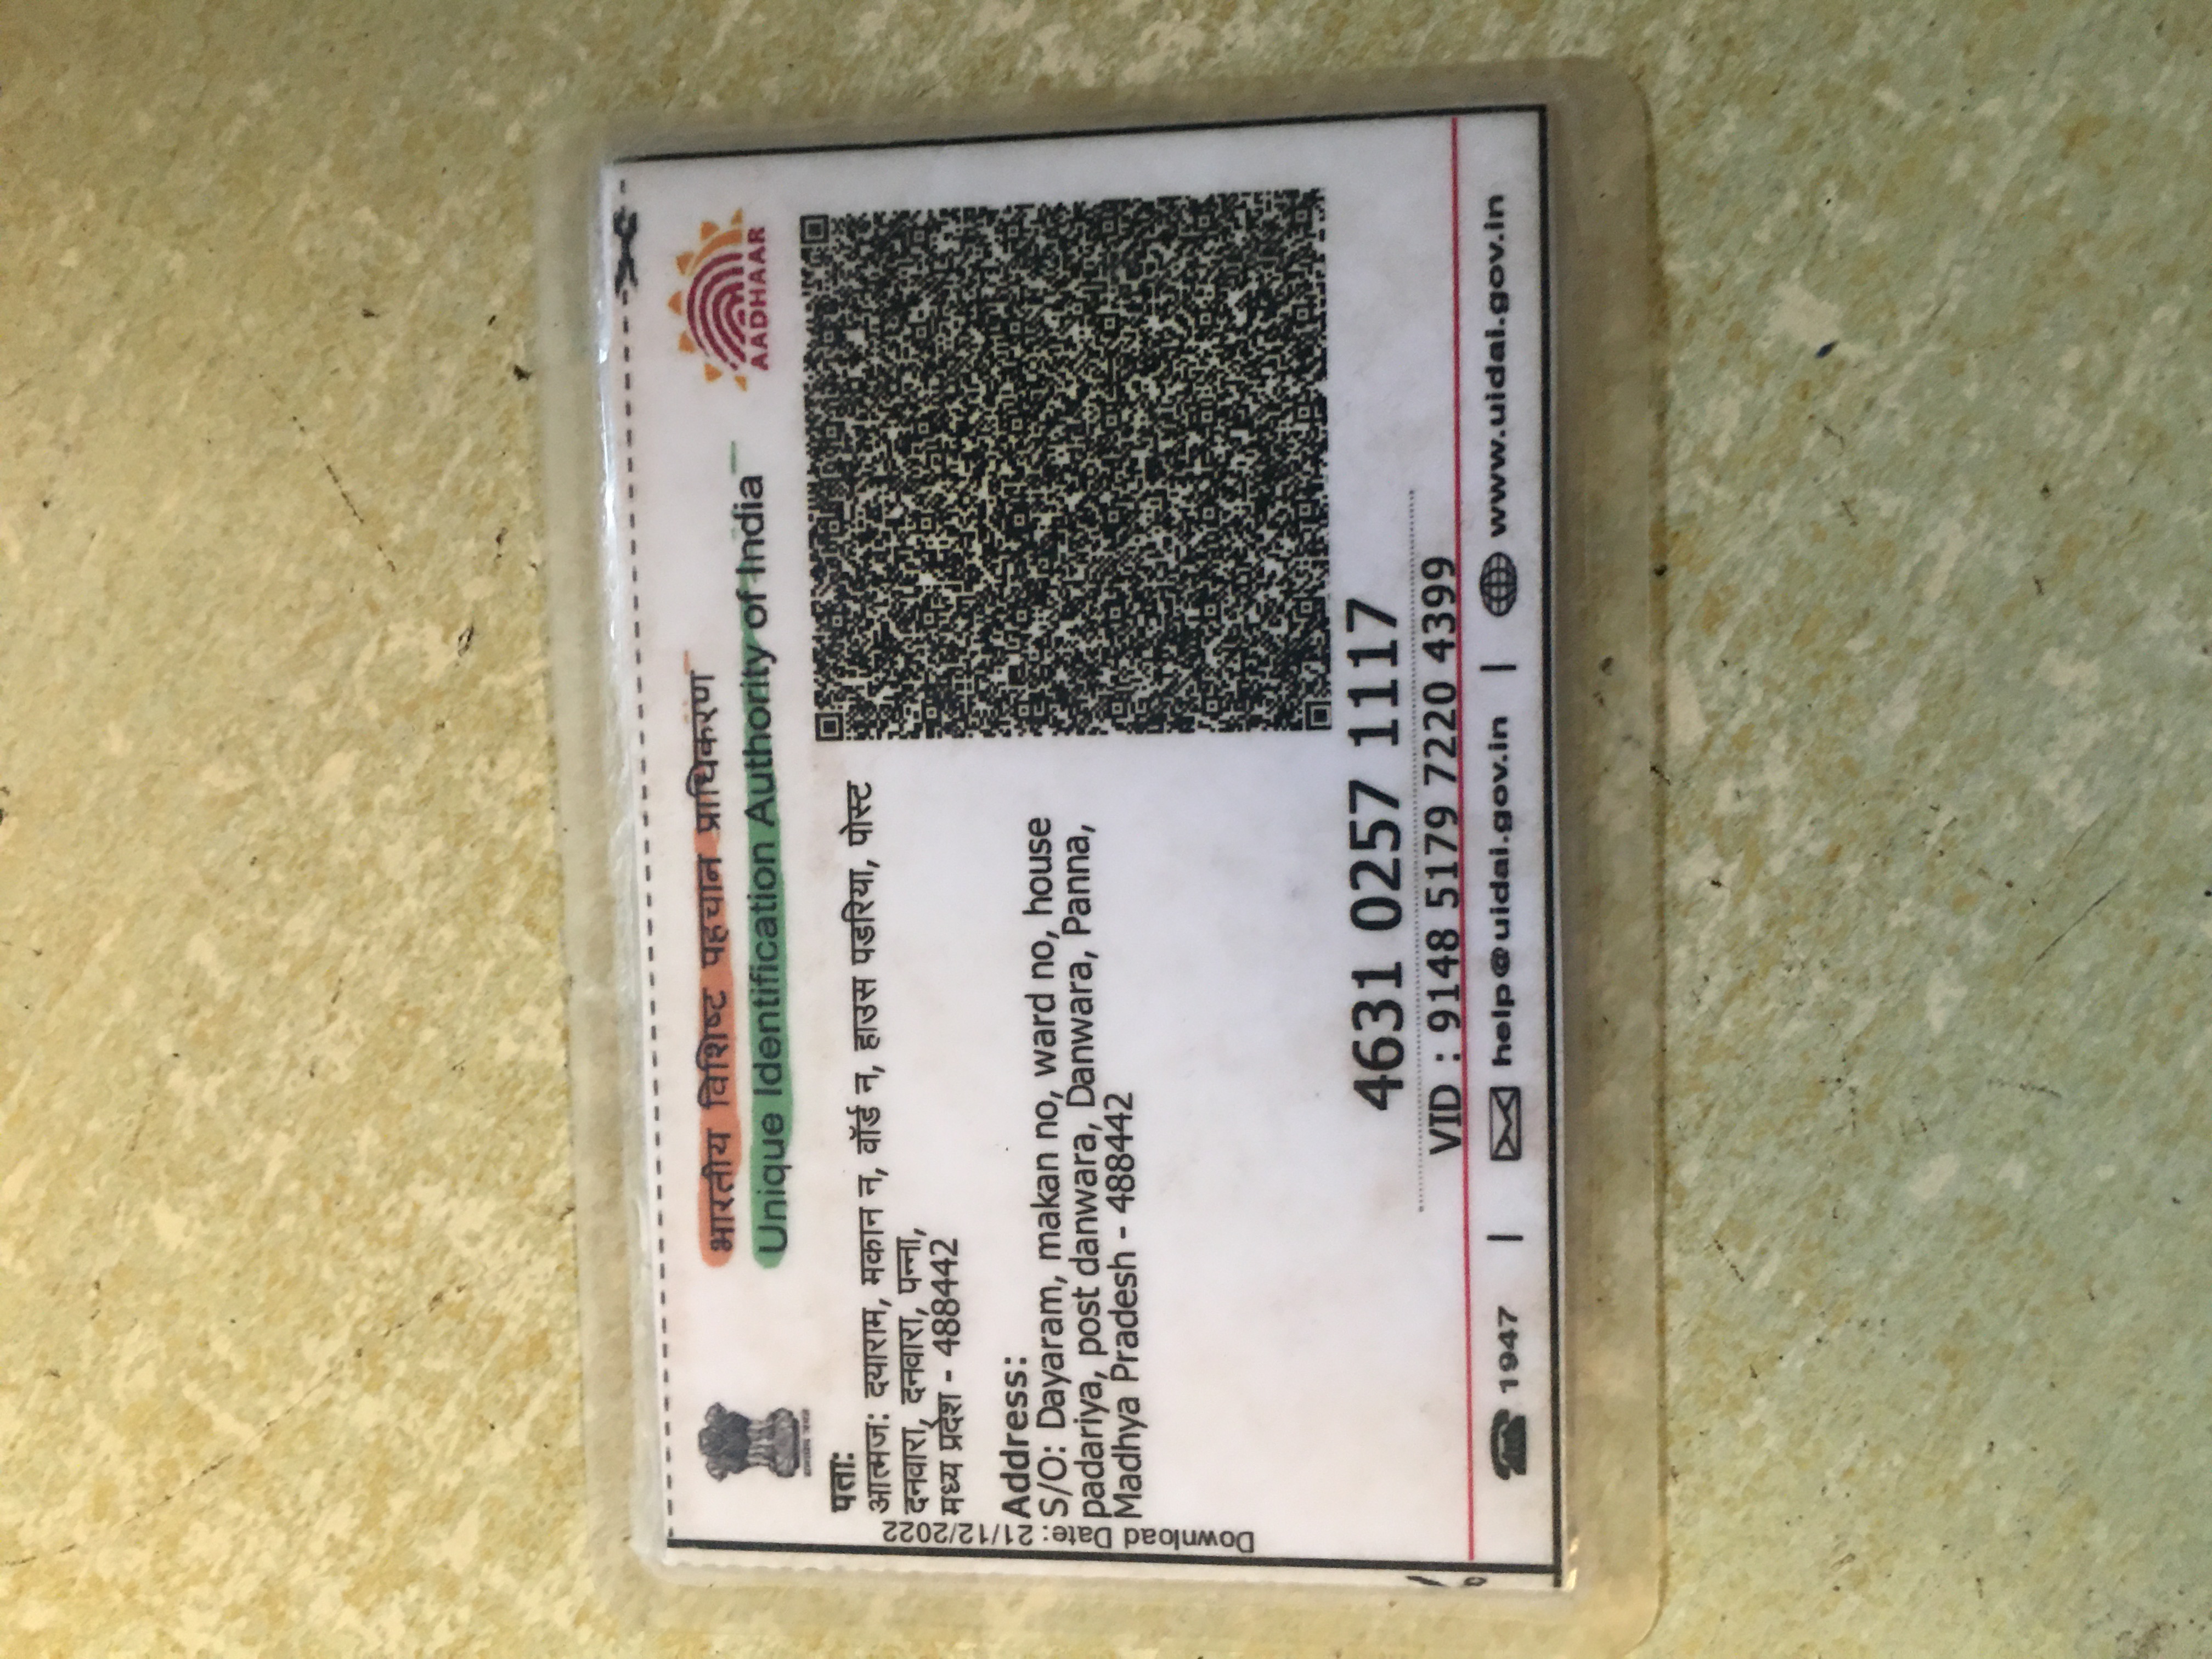 भारतीय विशिष्ट पहचान प्राधिकरण
Unique Identification Authority of India
AADHAAR
पता:
आत्मज: दयाराम, मकान न, वॉर्ड न, हाउस पडरिया, पोस्ट
दनवारा, दनवारा, पन्ना,
मध्य प्रदेश - 488442
Address:
S/O: Dayaram, makan no, ward no, house
padariya, post danwara, Danwara, Panna,
Madhya Pradesh - 488442
Download Date: 21/12/2022
4631 0257 1117
VID : 9148 5179 7220 4399
1947 | help@uidai.gov.in | www.uidai.gov.in